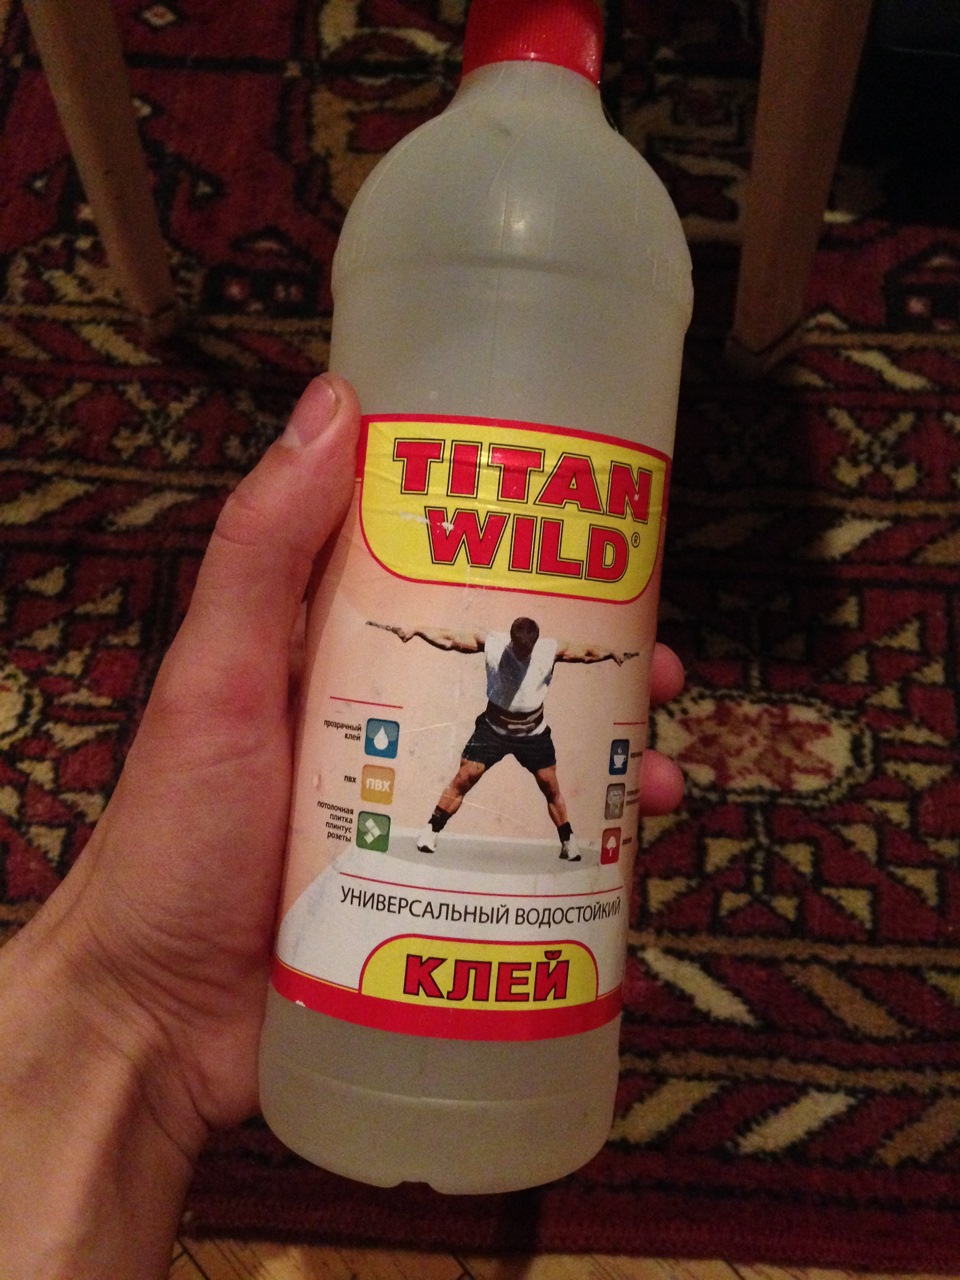 TITAN
WILD®
прозрачный
клей
ПВХ
ПВХ
потолочная
плитка
плинтус
розеты
УНИВЕРСАЛЬНЫЙ ВОДОСТОЙКИЙ
КЛЕЙ